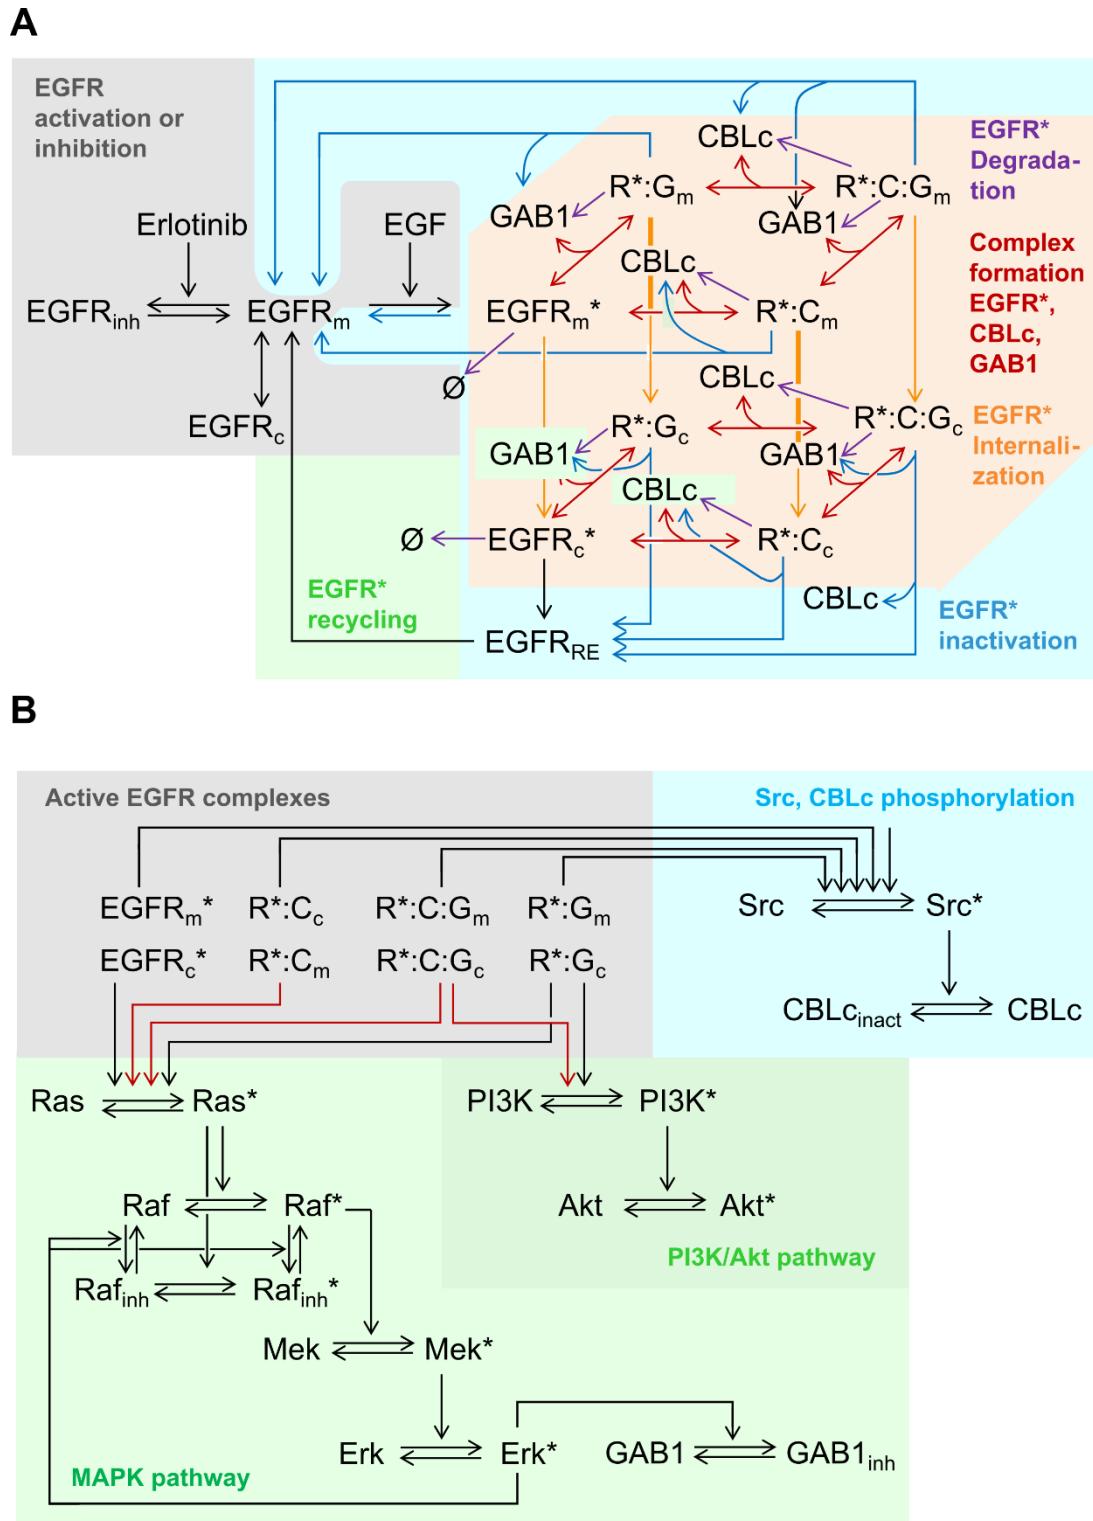 A
EGFR
activation or
inhibition
EGFR*
Degrada-
tion
CBLc
R*:Gm
R*:C:Gm
GAB1
GAB1
Erlotinib
EGF
Complex
formation
EGFR*,
CBLc,
GAB1
CBLc
EGFRinh
EGFRm
EGFRm*
R*:Cm
Ø
CBLc
EGFRc
R*:Gc
R*:C:Gc
EGFR*
Internali-
zation
GAB1
GAB1
CBLc
Ø
EGFRc*
R*:Cc
EGFR*
recycling
CBLc
EGFR*
inactivation
EGFRRE
B
Active EGFR complexes
Src, CBLc phosphorylation
EGFRm*
R*:Cc
R*:C:Gm
R*:Gm
Src
Src*
EGFRc*
R*:Cm
R*:C:Gc
R*:Gc
CBLcinact
CBLc
Ras
Ras*
PI3K
PI3K*
Raf
Raf*
Akt
Akt*
PI3K/Akt pathway
Rafinh
Rafinh*
Mek
Mek*
Erk
Erk*
GAB1
GAB1inh
MAPK pathway